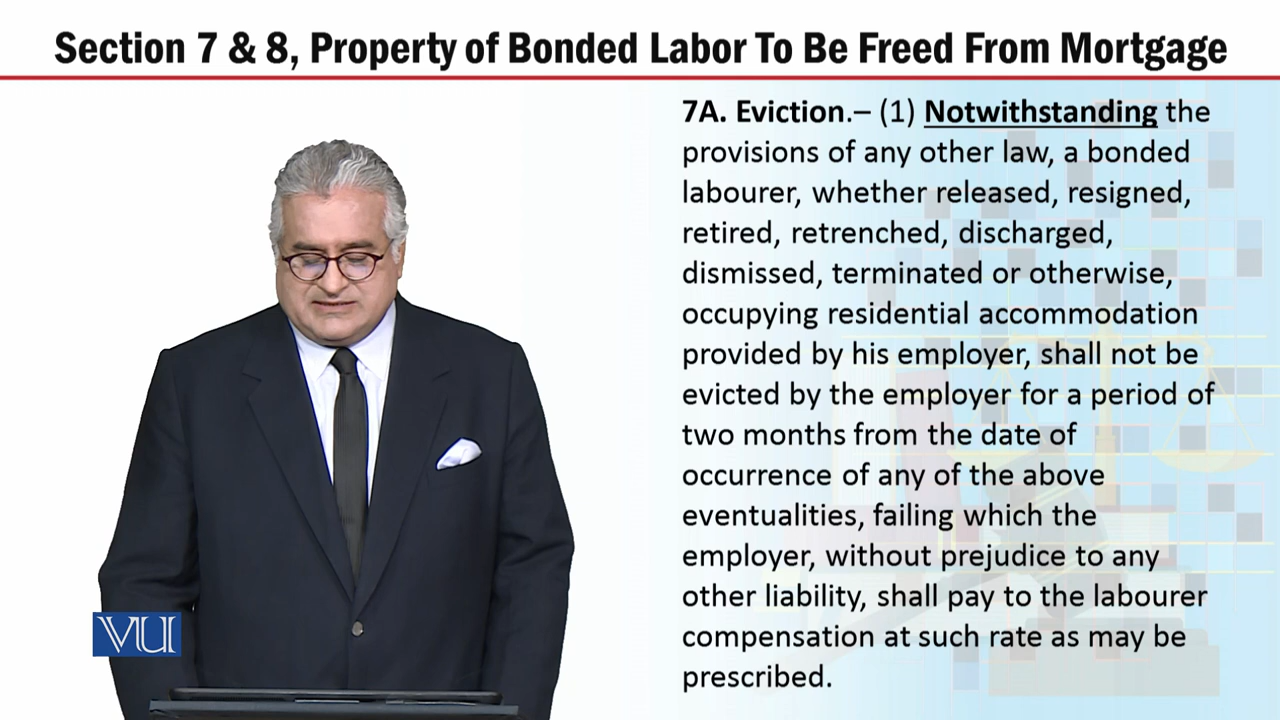 Section 7 & 8, Property of Bonded Labor To Be Freed From Mortgage
7A. Eviction.– (1) Notwithstanding the
provisions of any other law, a bonded
labourer, whether released, resigned,
retired, retrenched, discharged,
dismissed, terminated or otherwise,
occupying residential accommodation
provided by his employer, shall not be
evicted by the employer for a period of
two months from the date of
occurrence of any of the above
eventualities, failing which the
employer, without prejudice to any
other liability, shall pay to the labourer
compensation at such rate as may be
prescribed.
VU